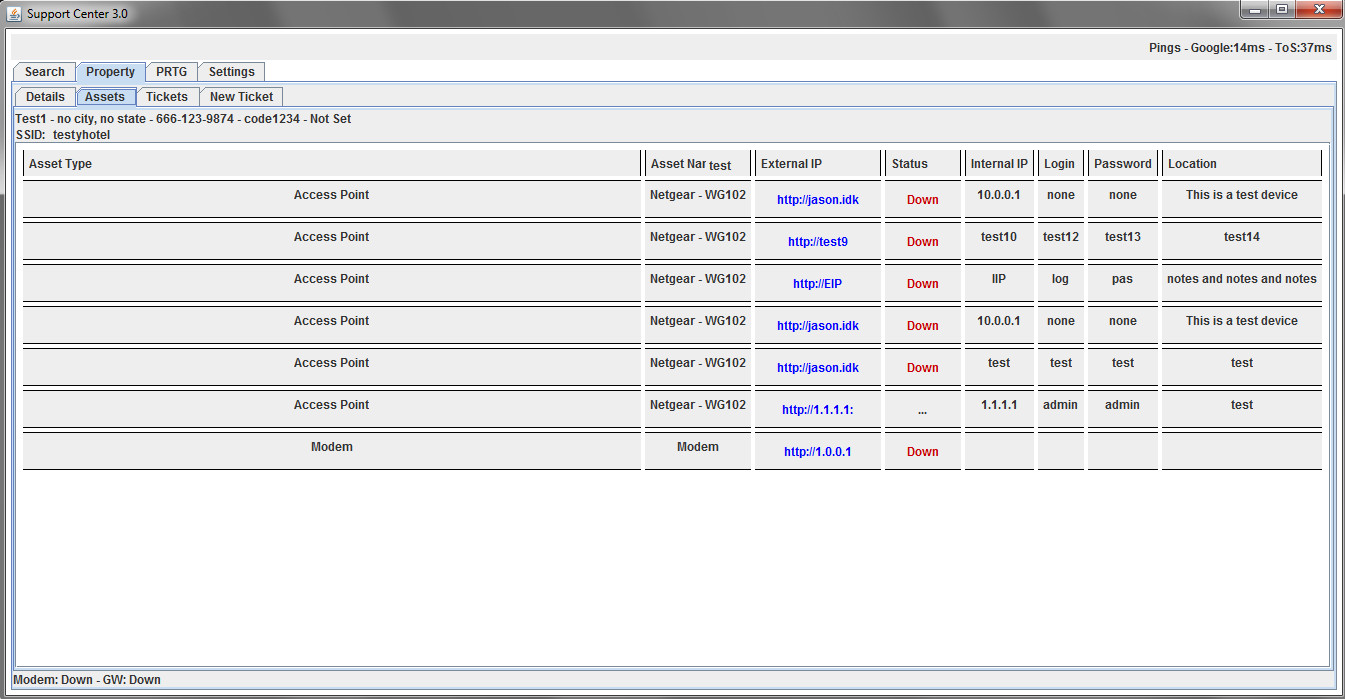 Support Center 3.0
Pings - Google:14ms - ToS:37ms
Search Property PRTG Settings
Details Assets Tickets New Ticket
Test1 - no city, no state - 666-123-9874 - code1234 - Not Set
SSID: testyhotel
Asset Type Asset Nar test External IP Status Internal IP Login Password Location
Access Point Netgear - WG102 http://jason.idk Down 10.0.0.1 none none This is a test device
Access Point Netgear - WG102 http://test9 Down test10 test12 test13 test14
Access Point Netgear - WG102 http://EIP Down IIP log pas notes and notes and notes
Access Point Netgear - WG102 http://jason.idk Down 10.0.0.1 none none This is a test device
Access Point Netgear - WG102 http://jason.idk Down test test test test
Access Point Netgear - WG102 http://1.1.1.1: ... 1.1.1.1 admin admin test
Modem Modem http://1.0.0.1 Down
Modem: Down - GW: Down